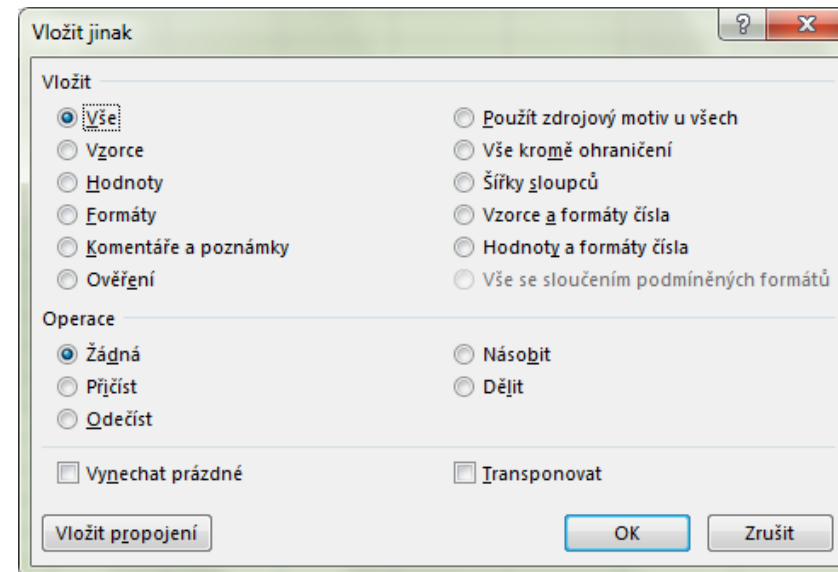 Vložit jinak
Vložit
Vše
Použít zdrojový motiv u všech
Vzorce
Vše kromě ohraničení
Hodnoty
Šířky sloupců
Formáty
Vzorce a formáty čísla
Komentáře a poznámky
Hodnoty a formáty čísla
Ověření
Vše se sloučením podmíněných formátů
Operace
Žádná
Násobit
Přičíst
Dělit
Odečíst
Vynechat prázdné
Transponovat
Vložit propojení
OK
Zrušit